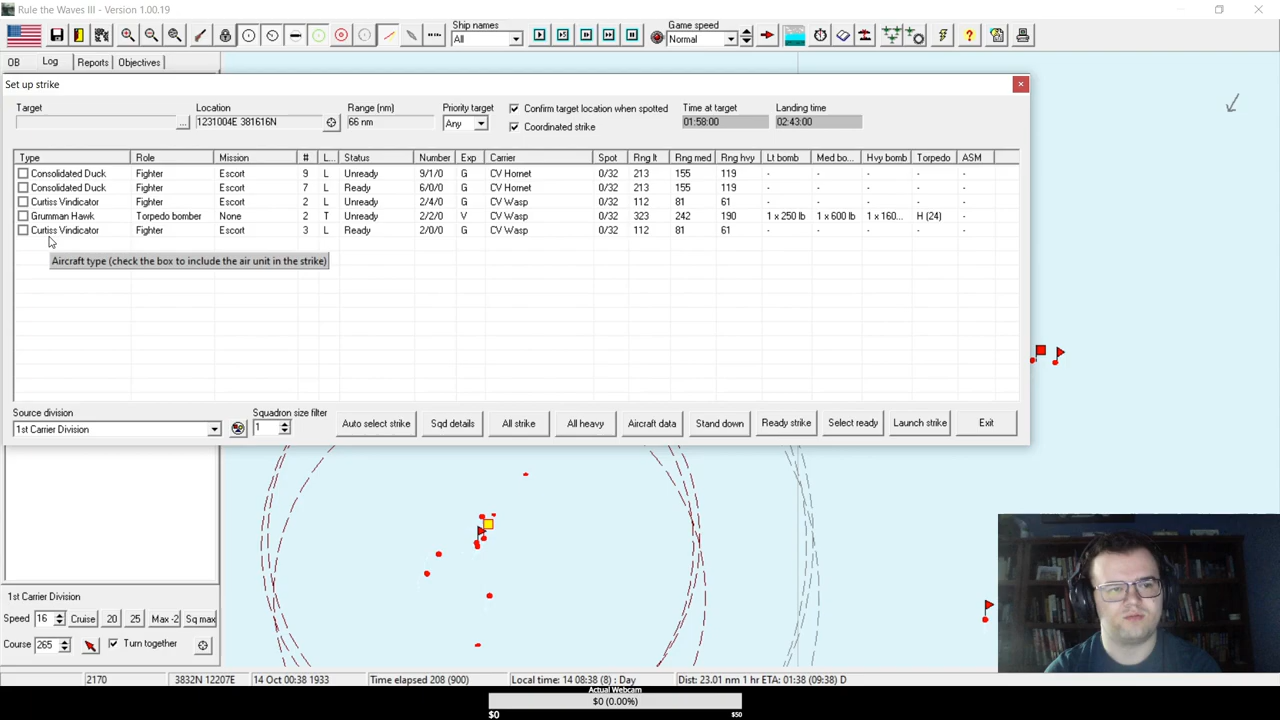 Rule the Waves III - Version 1.00.19
Ship names
All
Game speed
Normal
OB Log Reports Objectives
Set up strike
Target Location Range (nm) Priority target Confirm target location when spotted Time at target Landing time
... 1231004E 381616N 66 nm Any Coordinated strike 01:58:00 02:43:00
Type Role Mission # L... Status Number Exp Carrier Spot Rng lt Rng med Rng hvy Lt bomb Med bo... Hvy bomb Torpedo ASM
Consolidated Duck Fighter Escort 9 L Unready 9/1/0 G CV Hornet 0/32 213 155 119 - - - - -
Consolidated Duck Fighter Escort 7 L Ready 6/0/0 G CV Hornet 0/32 213 155 119 - - - - -
Curtiss Vindicator Fighter Escort 2 L Unready 2/4/0 G CV Wasp 0/32 112 81 61 - - - - -
Grumman Hawk Torpedo bomber None 2 T Unready 2/2/0 V CV Wasp 0/32 323 242 190 1 x 250 lb 1 x 600 lb 1 x 160... H (24) -
Curtiss Vindicator Fighter Escort 3 L Ready 2/0/0 G CV Wasp 0/32 112 81 61 - - - - -
Aircraft type (check the box to include the air unit in the strike)
Source division Squadron size filter
1st Carrier Division 1 Auto select strike Sqd details All strike All heavy Aircraft data Stand down Ready strike Select ready Launch strike Exit
1st Carrier Division
Speed 16 Cruise 20 25 Max -2 Sq max
Course 265 Turn together
2170 3832N 12207E 14 Oct 00:38 1933 Time elapsed 208 (900) Local time: 14 08:38 (8) : Day Dist: 23.01 nm 1 hr ETA: 01:38 (09:38) D
Actual Webcam
$0 (0.00%)
$0 $50